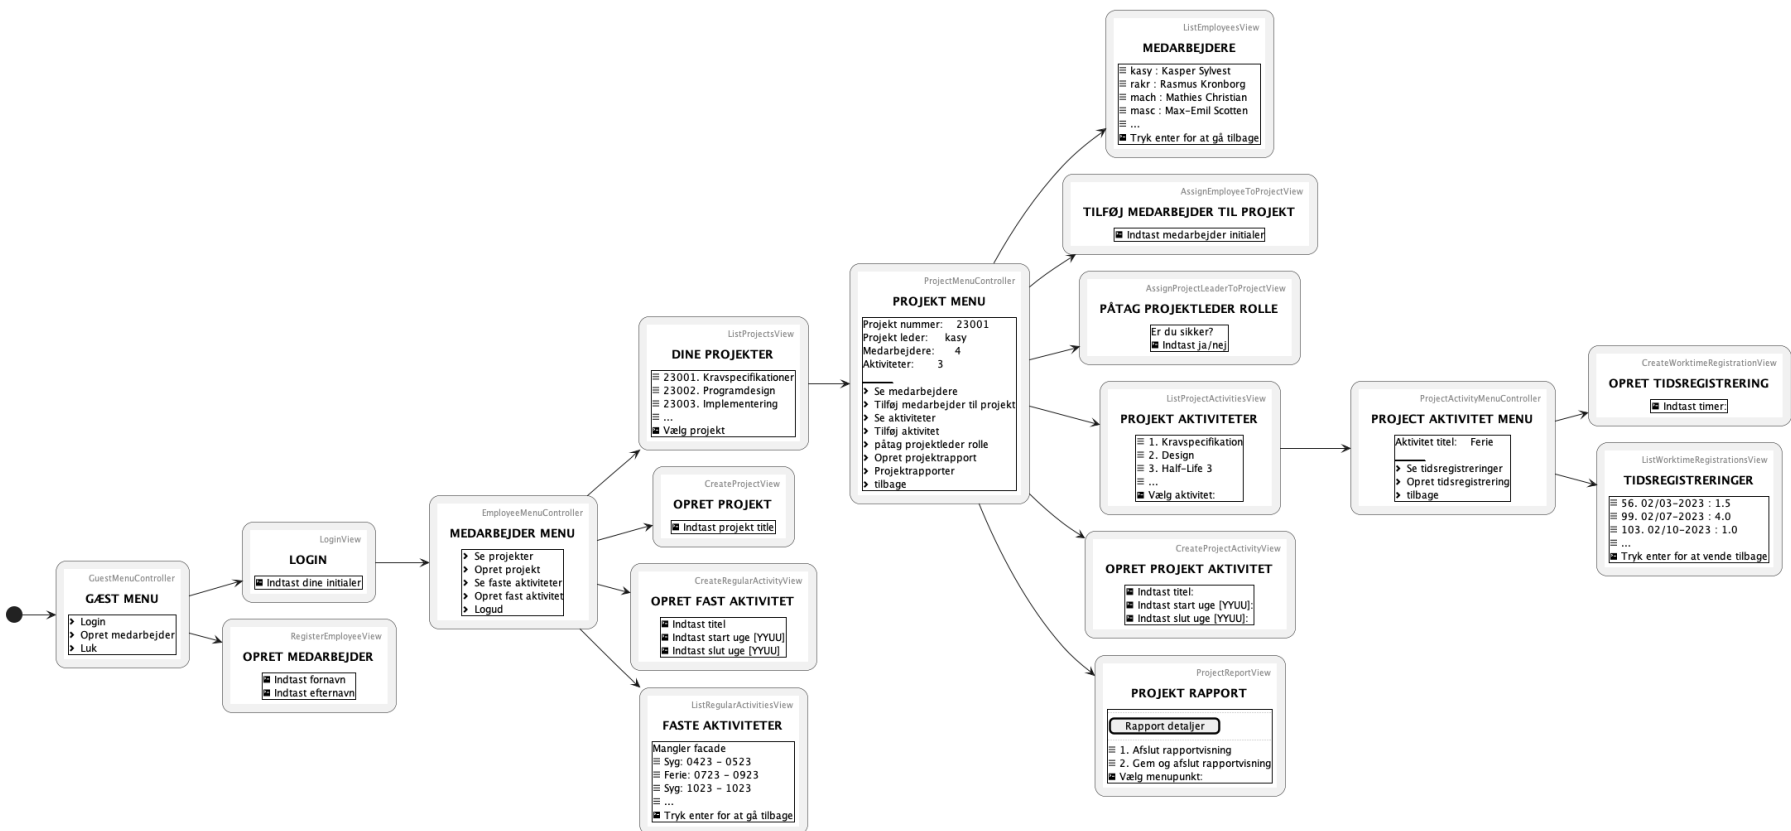 GuestMenuController
GÆST MENU
Login
Opret medarbejder
Luk
LoginView
LOGIN
Indtast dine initialer
RegisterEmployeeView
OPRET MEDARBEJDER
Indtast fornavn
Indtast efternavn
EmployeeMenuController
MEDARBEJDER MENU
Se projekter
Opret projekt
Se faste aktiviteter
Opret fast aktivitet
Logud
ListProjectsView
DINE PROJEKTER
23001. Kravspecifikationer
23002. Programdesign
23003. Implementering
...
Vælg projekt
CreateProjectView
OPRET PROJEKT
Indtast projekt title
CreateRegularActivityView
OPRET FAST AKTIVITET
Indtast titel
Indtast start uge [YYUU]
Indtast slut uge [YYUU]
ListRegularActivitiesView
FASTE AKTIVITETER
Mangler facade
Syg: 0423 - 0523
Ferie: 0723 - 0923
Syg: 1023 - 1023
...
Tryk enter for at gå tilbage
ProjectMenuController
PROJEKT MENU
Projekt nummer: 23001
Projekt leder: kasy
Medarbejdere: 4
Aktiviteter: 3
Se medarbejdere
Tilføj medarbejder til projekt
Se aktiviteter
Tilføj aktivitet
påtag projektleder rolle
Opret projektrapport
Projektrapporter
tilbage
ListEmployeesView
MEDARBEJDERE
kasy : Kasper Sylvest
rakr : Rasmus Kronborg
mach : Mathies Christian
masc : Max-Emil Scotten
...
Tryk enter for at gå tilbage
AssignEmployeeToProjectView
TILFØJ MEDARBEJDER TIL PROJEKT
Indtast medarbejder initialer
AssignProjectLeaderToProjectView
PÅTAG PROJEKTLEDER ROLLE
Er du sikker?
Indtast ja/nej
ListProjectActivitiesView
PROJEKT AKTIVITETER
1. Kravspecifikation
2. Design
3. Half-Life 3
...
Vælg aktivitet:
CreateProjectActivityView
OPRET PROJEKT AKTIVITET
Indtast titel:
Indtast start uge [YYUU]:
Indtast slut uge [YYUU]:
ProjectReportView
PROJEKT RAPPORT
Rapport detaljer
1. Afslut rapportvisning
2. Gem og afslut rapportvisning
Vælg menupunkt:
ProjectActivityMenuController
PROJECT AKTIVITET MENU
Aktivitet titel: Ferie
Se tidsregistreringer
Opret tidsregistrering
tilbage
CreateWorktimeRegistrationView
OPRET TIDSREGISTRERING
Indtast timer:
ListWorktimeRegistrationsView
TIDSREGISTRERINGER
56. 02/03-2023 : 1.5
99. 02/07-2023 : 4.0
103. 02/10-2023 : 1.0
...
Tryk enter for at vende tilbage